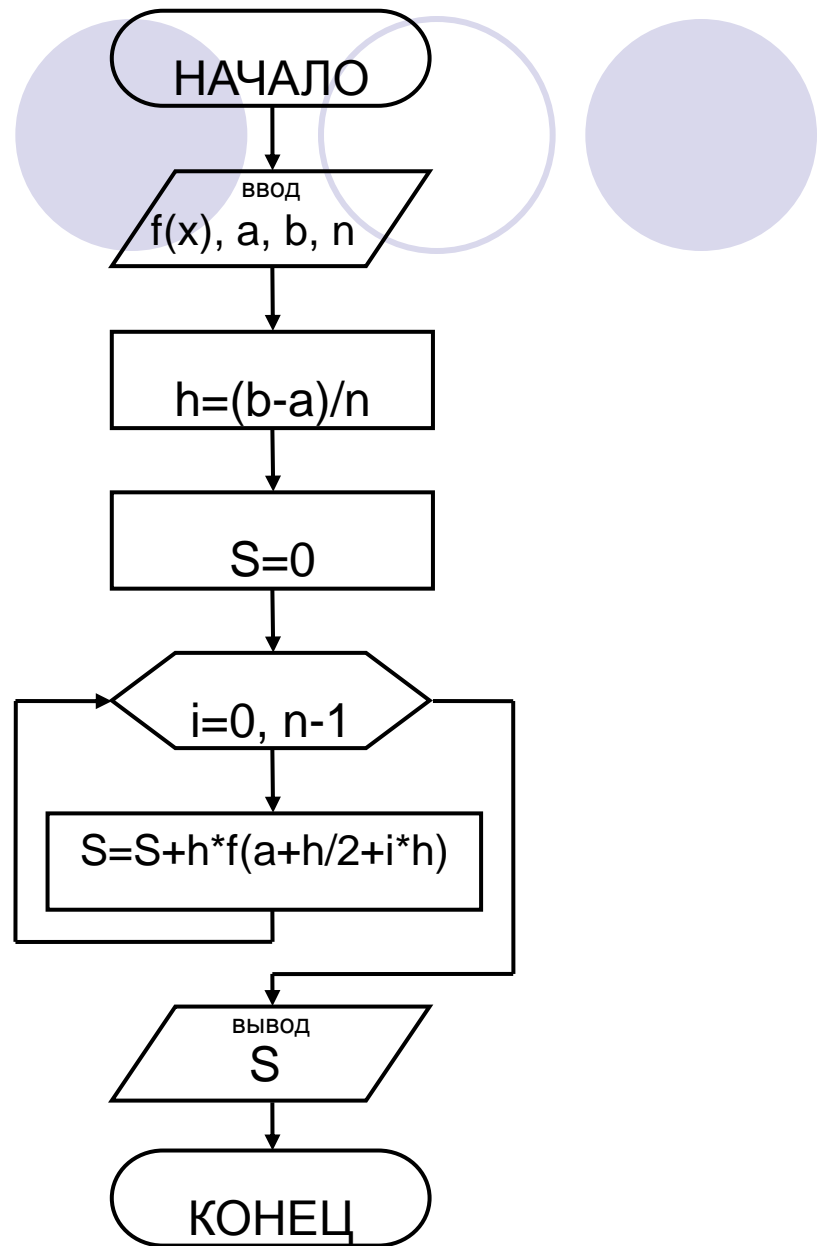 НАЧАЛО
ввод
f(x), a, b, n
h=(b-a)/n
S=0
i=0, n-1
S=S+h*f(a+h/2+i*h)
вывод
S
КОНЕЦ